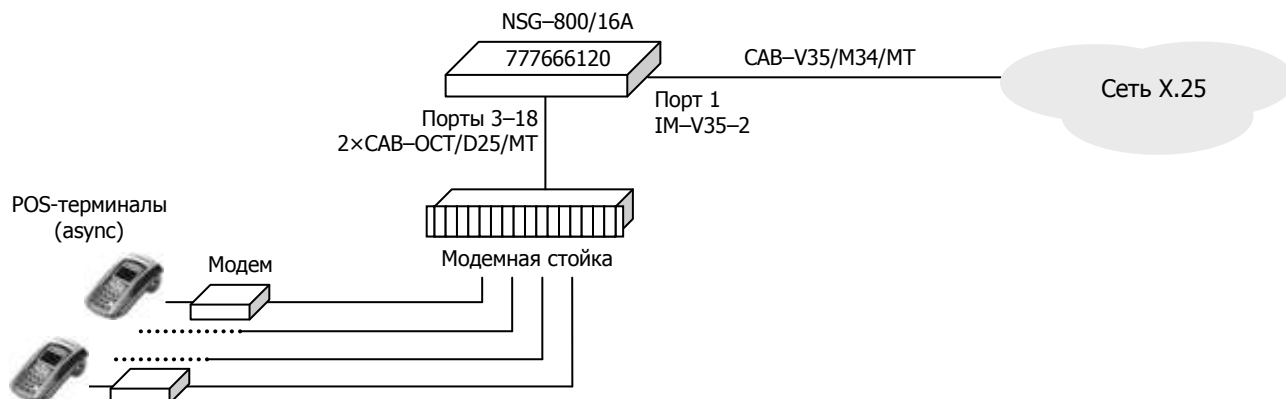 NSG–800/16A
777666120
CAB–V35/M34/MT
Сеть X.25
Порт 1
IM–V35–2
Порты 3–18
2×CAB–OCT/D25/MT
POS-терминалы
(async)
Модем
Модемная стойка